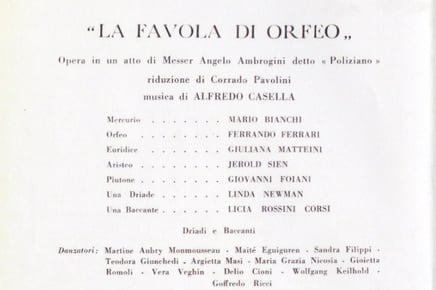 “LA FAVOLA DI ORFEO„
Opera in un atto di Messer Angelo Ambrogini detto « Poliziano »
riduzione di Corrado Pavolini
musica di ALFREDO CASELLA
Mercurio . . . . . . . MARIO BIANCHI
Orfeo . . . . . . . FERRANDO FERRARI
Euridice . . . . . . . GIULIANA MATTEINI
Aristeo . . . . . . . JEROLD SIEN
Plutone . . . . . . . GIOVANNI FOIANI
Una Driade . . . . . . LINDA NEWMAN
Una Baccante . . . . . . LICIA ROSSINI CORSI
Driadi e Baccanti
Danzatori: Martine Aubry Monmousseau - Maité Eguiguren - Sandra Filippi -
Teodora Giunchedi - Argietta Masi - Maria Grazia Nicosia - Gioietta
Romoli - Vera Veghin - Delio Cioni - Wolfgang Keilhold -
Goffredo Ricci